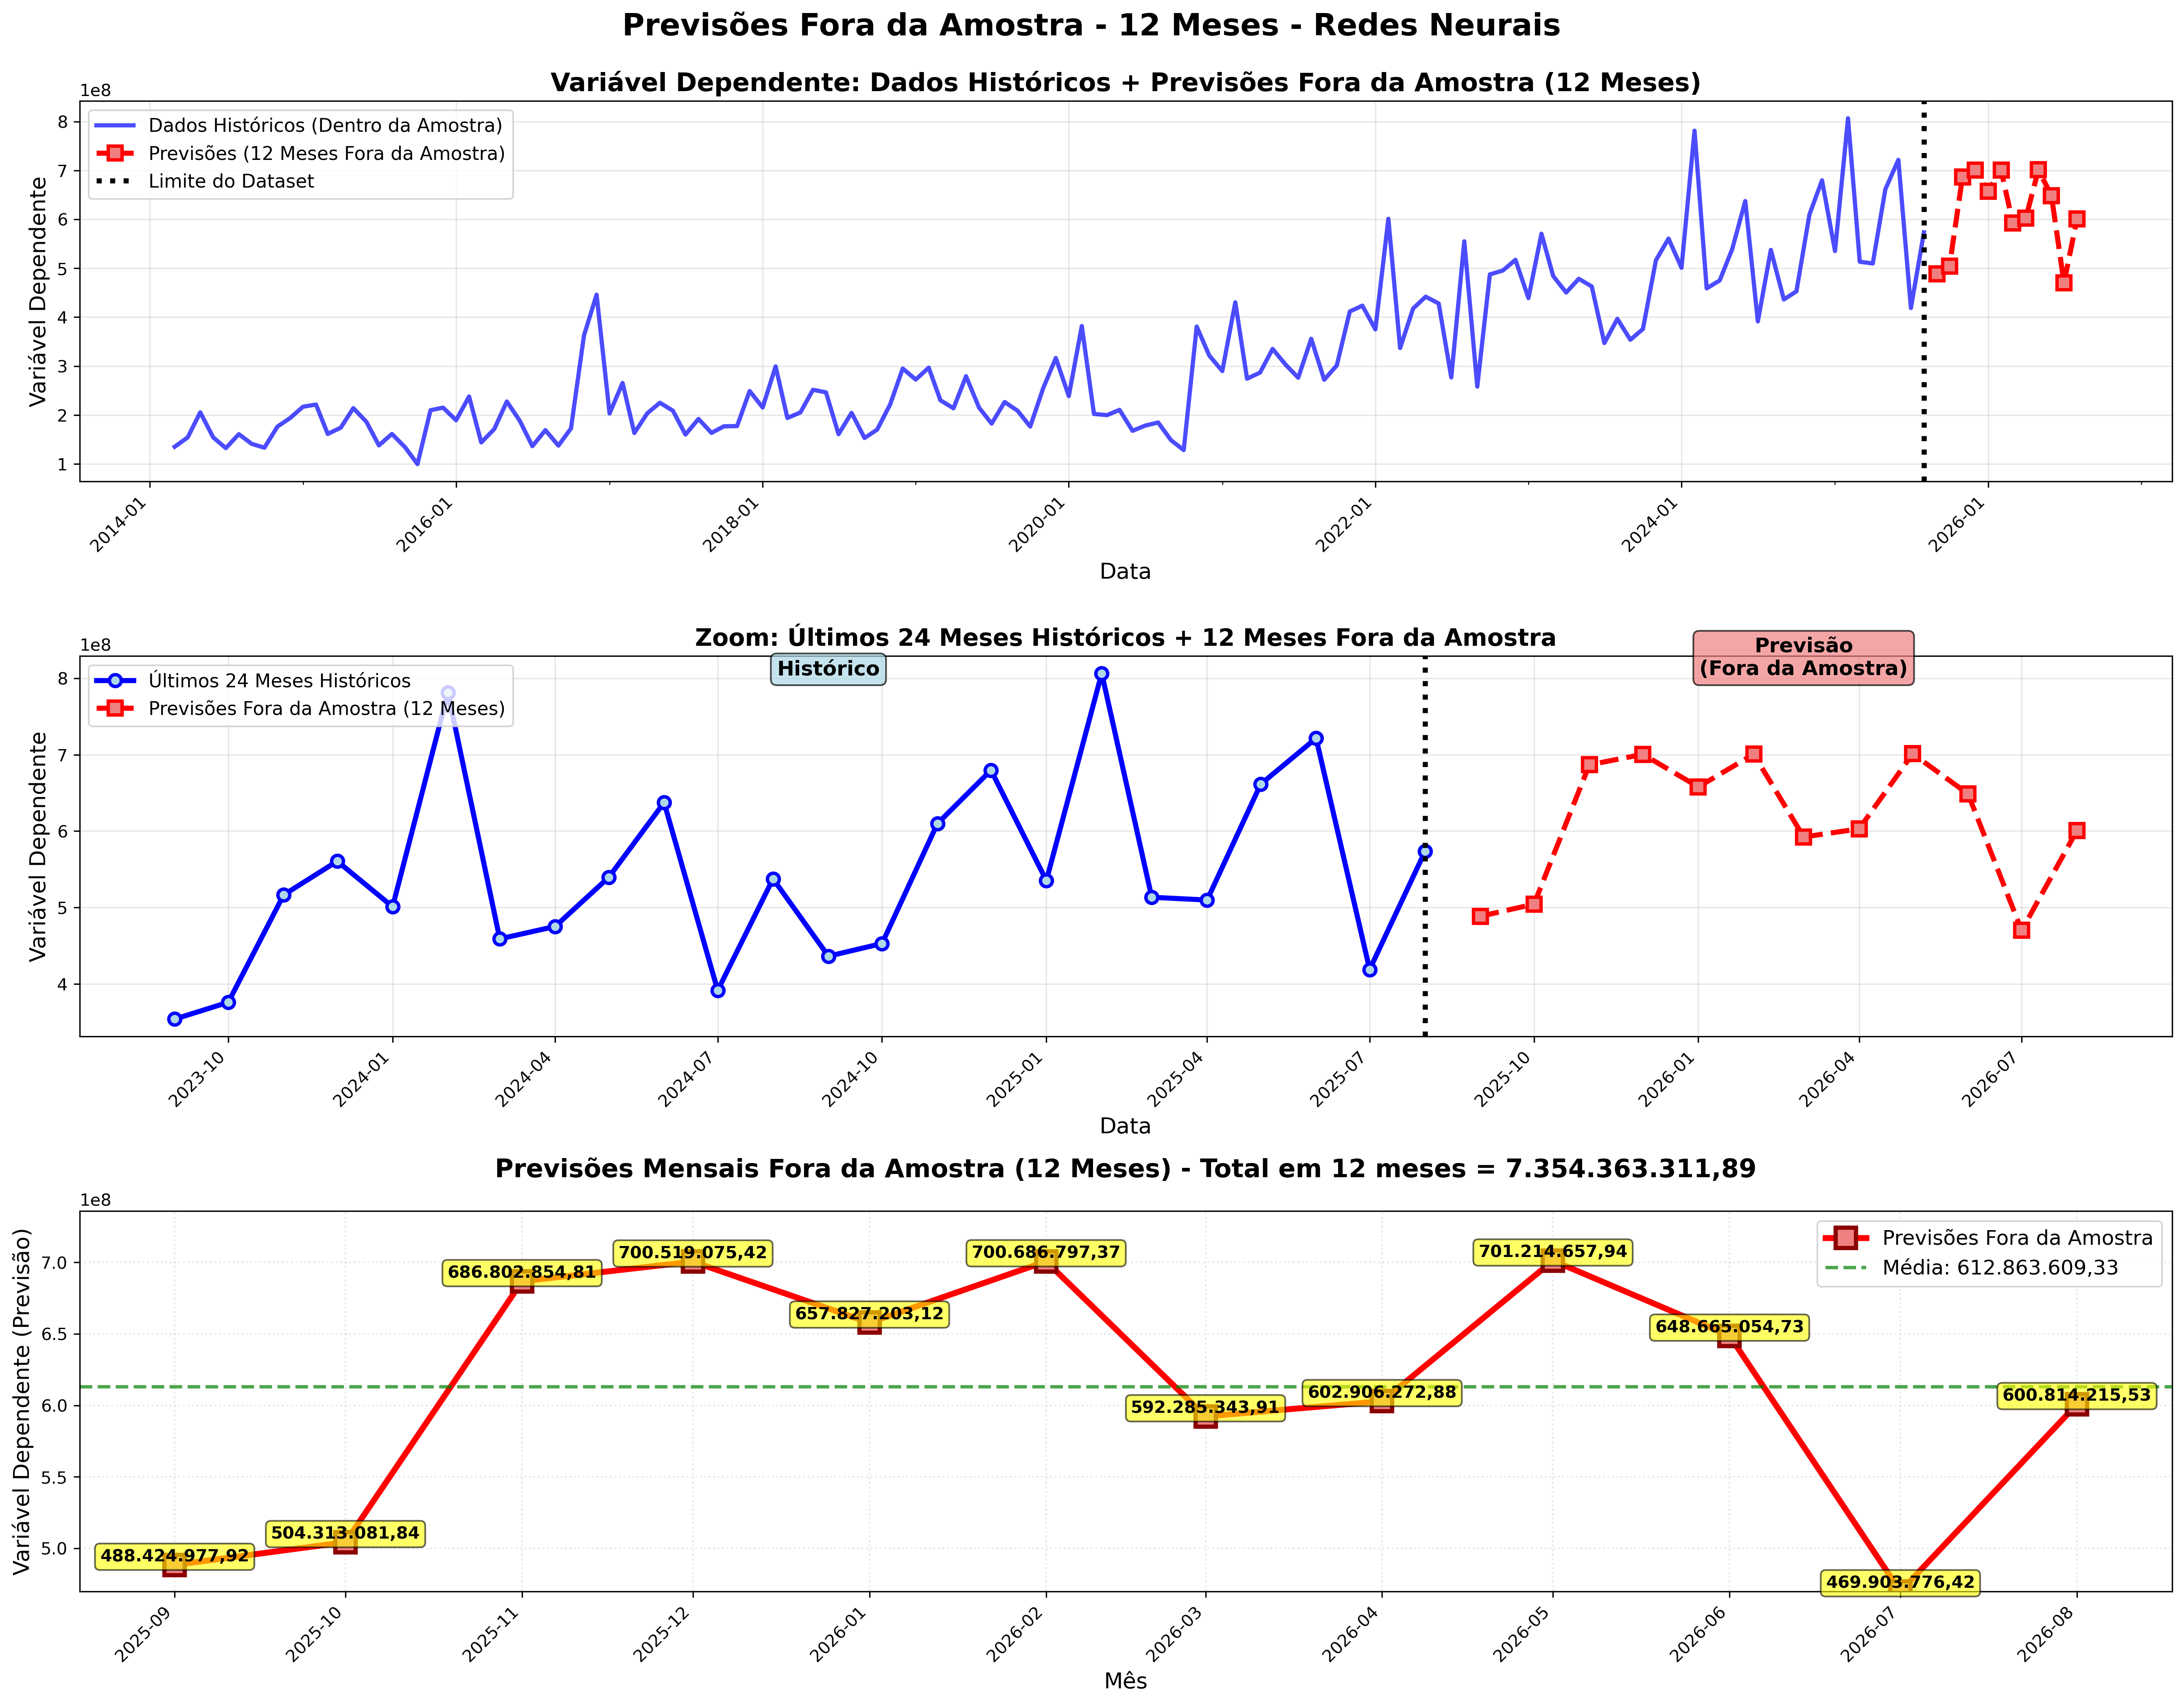 Previsões Fora da Amostra - 12 Meses - Redes Neurais
Variável Dependente: Dados Históricos + Previsões Fora da Amostra (12 Meses)
1e8
Dados Históricos (Dentro da Amostra)
Previsões (12 Meses Fora da Amostra)
Limite do Dataset
Variável Dependente
8
7
6
5
4
3
2
1
2014-01
2016-01
2018-01
2020-01
2022-01
2024-01
2026-01
Data
Zoom: Últimos 24 Meses Históricos + 12 Meses Fora da Amostra
1e8
Últimos 24 Meses Históricos
Previsões Fora da Amostra (12 Meses)
Histórico
Previsão
(Fora da Amostra)
Variável Dependente
8
7
6
5
4
2023-10
2024-01
2024-04
2024-07
2024-10
2025-01
2025-04
2025-07
2025-10
2026-01
2026-04
2026-07
Data
Previsões Mensais Fora da Amostra (12 Meses) - Total em 12 meses = 7.354.363.311,89
1e8
Previsões Fora da Amostra
Média: 612.863.609,33
Variável Dependente (Previsão)
7.0
6.5
6.0
5.5
5.0
488.424.977,92
504.313.081,84
686.802.854,81
700.519.075,42
657.827.203,12
700.686.797,37
592.285.343,91
602.906.272,88
701.214.657,94
648.665.054,73
469.903.776,42
600.814.215,53
2025-09
2025-10
2025-11
2025-12
2026-01
2026-02
2026-03
2026-04
2026-05
2026-06
2026-07
2026-08
Mês